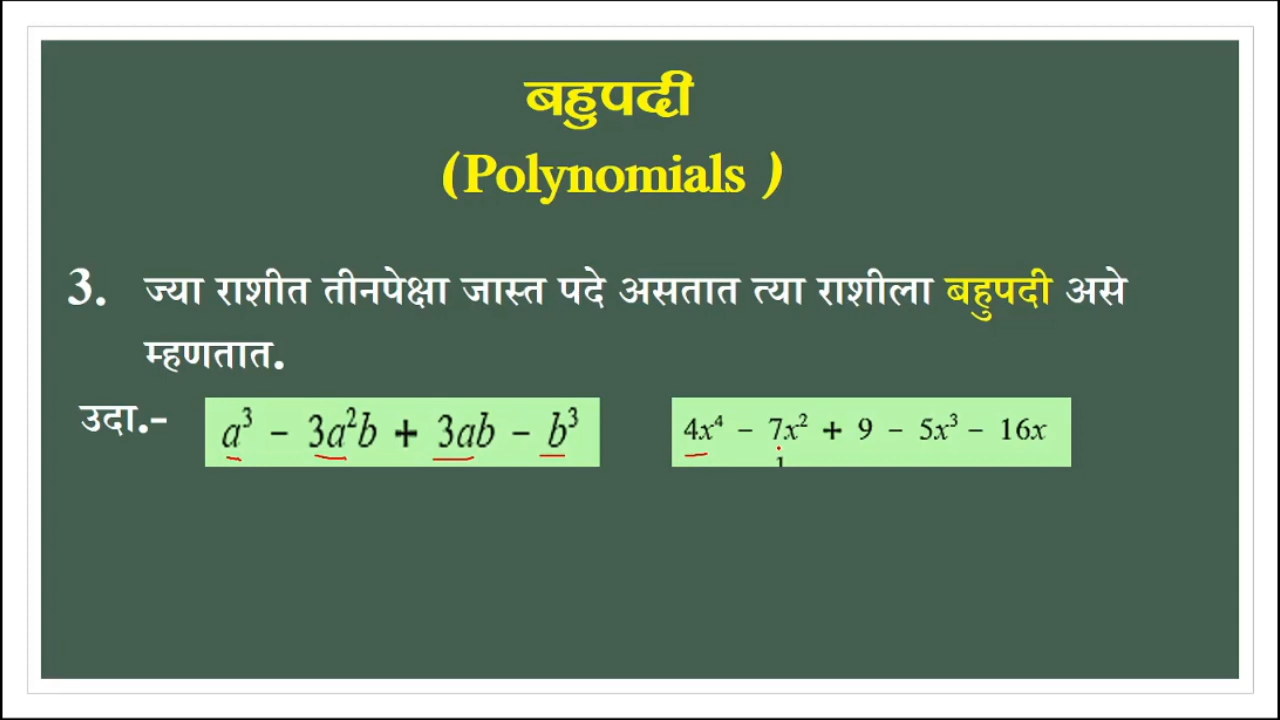 बहुपदी
(Polynomials )
3. ज्या राशीत तीनपेक्षा जास्त पदे असतात त्या राशीला बहुपदी असे
म्हणतात.
उदा.- a³ − 3a²b + 3ab − b³ 4x⁴ − 7x² + 9 − 5x³ − 16x